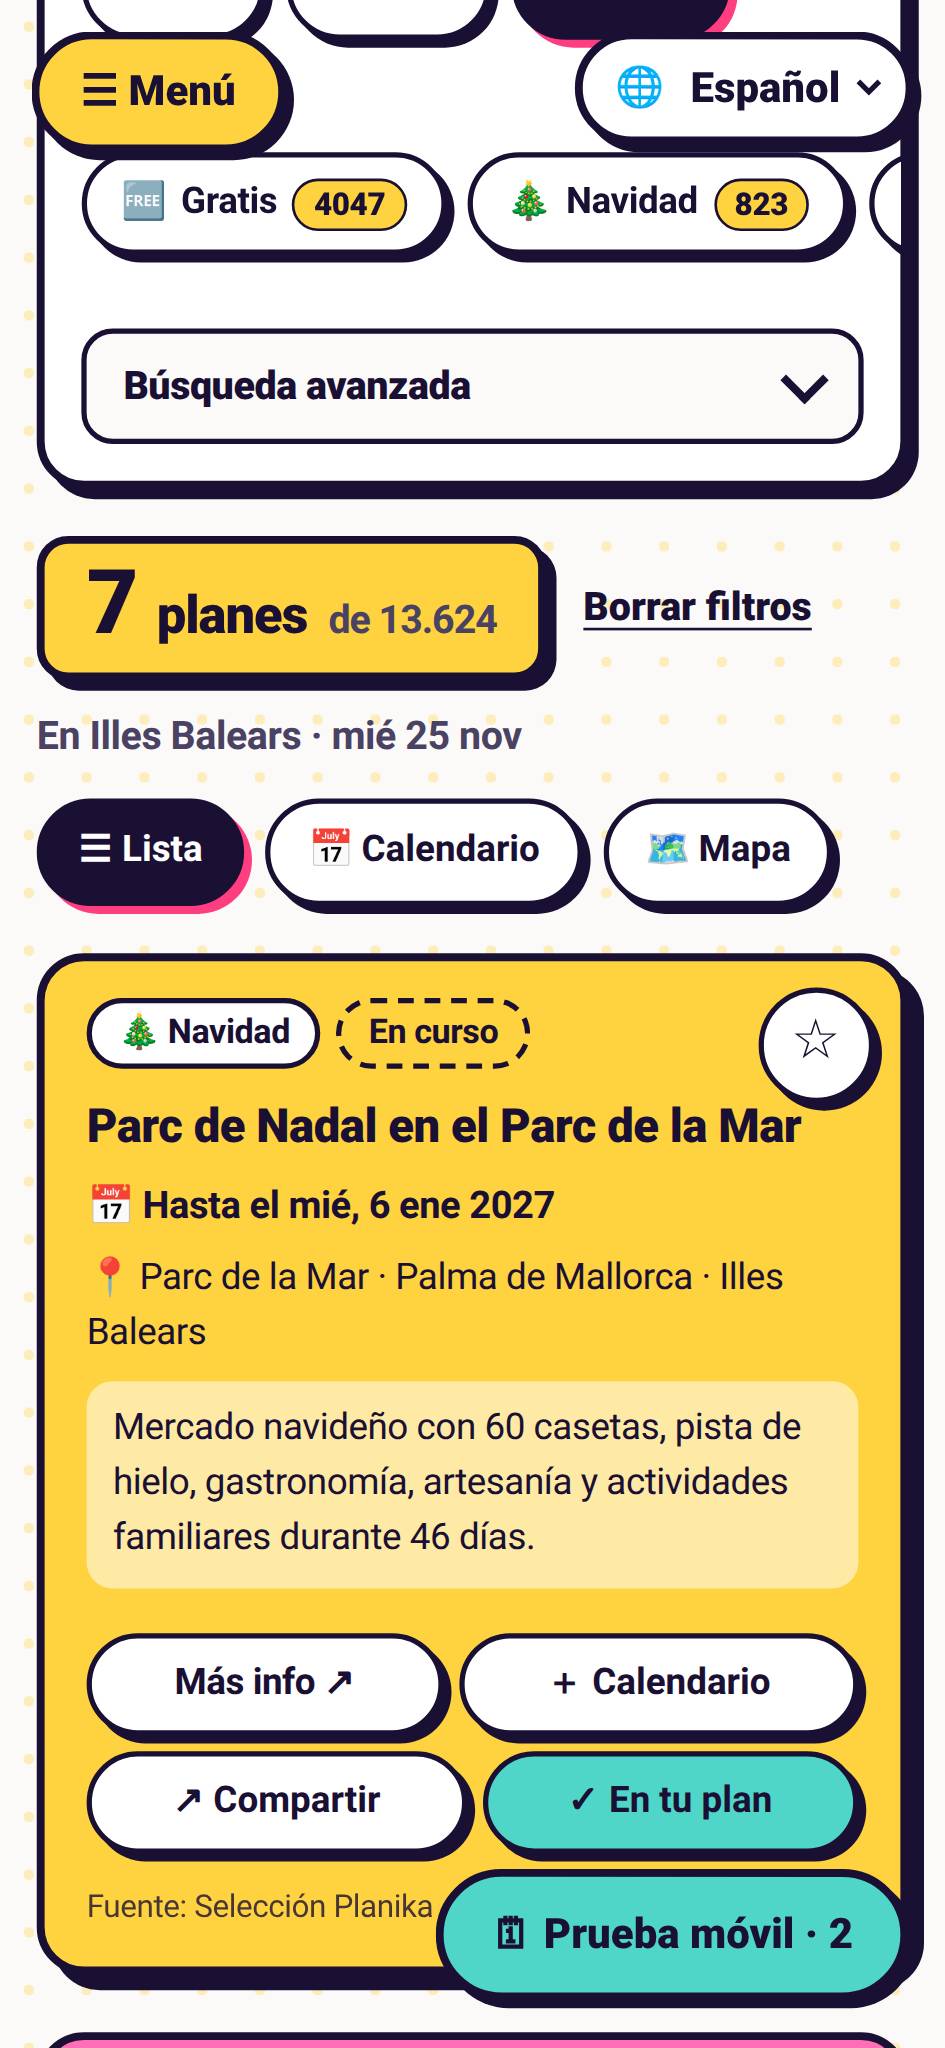 ☰ Menú
🌐 Español
🆓 Gratis 4047
🎄 Navidad 823
Búsqueda avanzada
7 planes de 13.624
Borrar filtros
En Illes Balears · mié 25 nov
☰ Lista
📅 Calendario
🗺️ Mapa
🎄 Navidad
En curso
☆
Parc de Nadal en el Parc de la Mar
📅 Hasta el mié, 6 ene 2027
📍 Parc de la Mar · Palma de Mallorca · Illes
Balears
Mercado navideño con 60 casetas, pista de
hielo, gastronomía, artesanía y actividades
familiares durante 46 días.
Más info ↗
+ Calendario
↗ Compartir
✓ En tu plan
Fuente: Selección Planika
🗓 Prueba móvil · 2